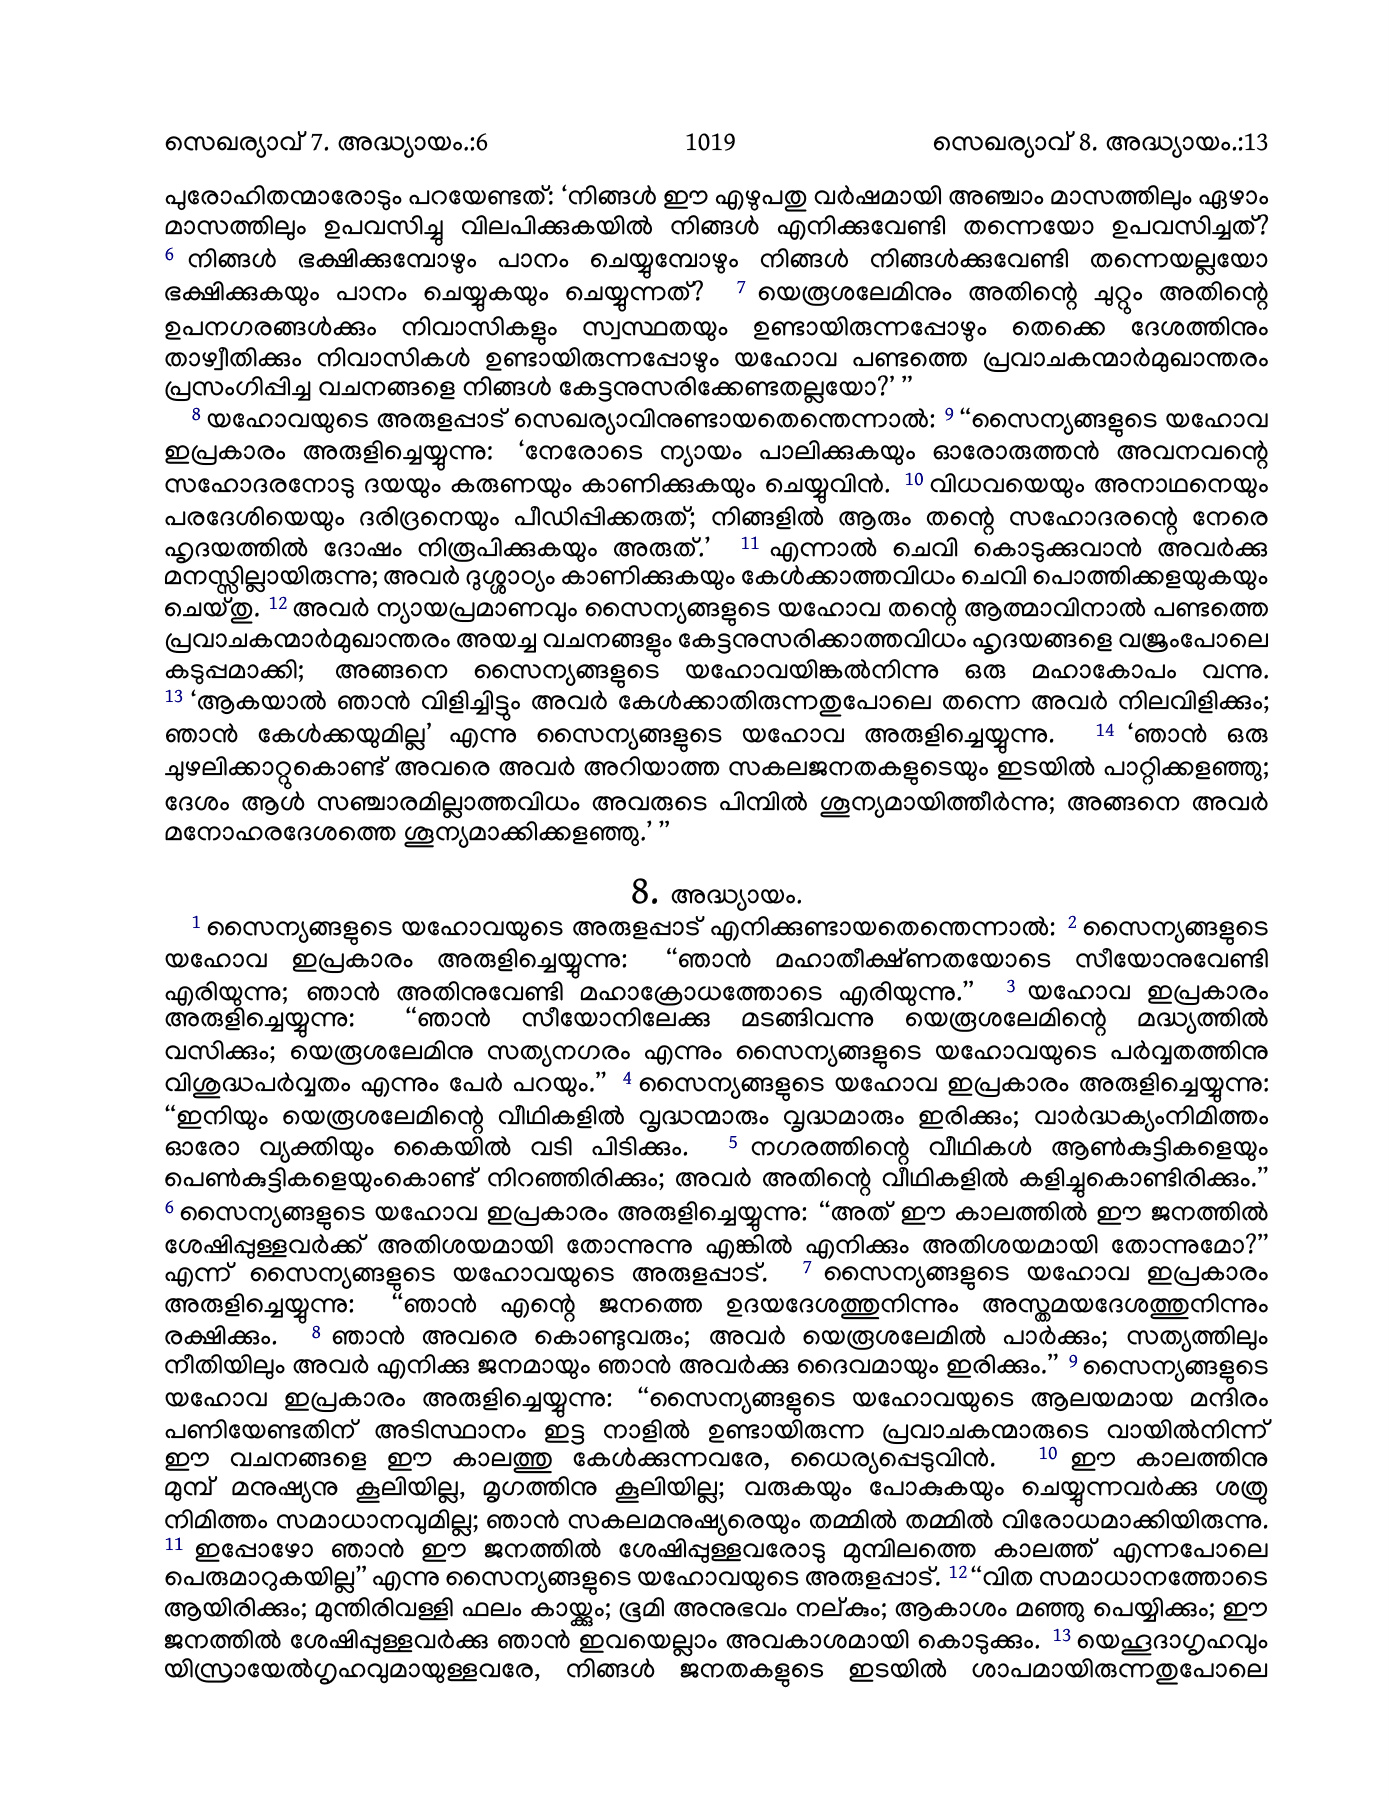 സെഖര്യാവ് 7. അദ്ധ്യായം.:6 1019 സെഖര്യാവ് 8. അദ്ധ്യായം.:13
പുരോഹിതന്മാരോടും പറയേണ്ടത്: ‘നിങ്ങൾ ഈ എഴുപതു വർഷമായി അഞ്ചാം മാസത്തിലും ഏഴാം
മാസത്തിലും ഉപവസിച്ചു വിലപിക്കുകയിൽ നിങ്ങൾ എനിക്കുവേണ്ടി തന്നെയോ ഉപവസിച്ചത്?
6 നിങ്ങൾ ഭക്ഷിക്കുമ്പോഴും പാനം ചെയ്യുമ്പോഴും നിങ്ങൾ നിങ്ങൾക്കുവേണ്ടി തന്നെയല്ലയോ
ഭക്ഷിക്കുകയും പാനം ചെയ്യുകയും ചെയ്യുന്നത്? 7 യെരൂശലേമിനും അതിന്റെ ചുറ്റും അതിന്റെ
ഉപനഗരങ്ങൾക്കും നിവാസികളും സ്വസ്ഥതയും ഉണ്ടായിരുന്നപ്പോഴും തെക്കെ ദേശത്തിനും
താഴ്വീതിക്കും നിവാസികൾ ഉണ്ടായിരുന്നപ്പോഴും യഹോവ പണ്ടത്തെ പ്രവാചകന്മാർമുഖാന്തരം
പ്രസംഗിപ്പിച്ച വചനങ്ങളെ നിങ്ങൾ കേട്ടനുസരിക്കേണ്ടതല്ലയോ?’ ”
8 യഹോവയുടെ അരുളപ്പാട് സെഖര്യാവിനുണ്ടായതെന്തെന്നാൽ: 9 “സൈന്യങ്ങളുടെ യഹോവ
ഇപ്രകാരം അരുളിച്ചെയ്യുന്നു: ‘നേരോടെ ന്യായം പാലിക്കുകയും ഓരോരുത്തൻ അവനവന്റെ
സഹോദരനോടു ദയയും കരുണയും കാണിക്കുകയും ചെയ്യുവിൻ. 10 വിധവയെയും അനാഥനെയും
പരദേശിയെയും ദരിദ്രനെയും പീഡിപ്പിക്കരുത്; നിങ്ങളിൽ ആരും തന്റെ സഹോദരന്റെ നേരെ
ഹൃദയത്തിൽ ദോഷം നിരൂപിക്കുകയും അരുത്.’ 11 എന്നാൽ ചെവി കൊടുക്കുവാൻ അവർക്കു
മനസ്സില്ലായിരുന്നു; അവർ ദുശ്ശാഠ്യം കാണിക്കുകയും കേൾക്കാത്തവിധം ചെവി പൊത്തിക്കളയുകയും
ചെയ്തു. 12 അവർ ന്യായപ്രമാണവും സൈന്യങ്ങളുടെ യഹോവ തന്റെ ആത്മാവിനാൽ പണ്ടത്തെ
പ്രവാചകന്മാർമുഖാന്തരം അയച്ച വചനങ്ങളും കേട്ടനുസരിക്കാത്തവിധം ഹൃദയങ്ങളെ വജ്രംപോലെ
കടുപ്പമാക്കി; അങ്ങനെ സൈന്യങ്ങളുടെ യഹോവയിങ്കൽനിന്നു ഒരു മഹാകോപം വന്നു.
13 ‘ആകയാൽ ഞാൻ വിളിച്ചിട്ടും അവർ കേൾക്കാതിരുന്നതുപോലെ തന്നെ അവർ നിലവിളിക്കും;
ഞാൻ കേൾക്കയുമില്ല’ എന്നു സൈന്യങ്ങളുടെ യഹോവ അരുളിച്ചെയ്യുന്നു. 14 ‘ഞാൻ ഒരു
ചുഴലിക്കാറ്റുകൊണ്ട് അവരെ അവർ അറിയാത്ത സകലജനതകളുടെയും ഇടയിൽ പാറ്റിക്കളഞ്ഞു;
ദേശം ആൾ സഞ്ചാരമില്ലാത്തവിധം അവരുടെ പിമ്പിൽ ശൂന്യമായിത്തീർന്നു; അങ്ങനെ അവർ
മനോഹരദേശത്തെ ശൂന്യമാക്കിക്കളഞ്ഞു.’ ”
8. അദ്ധ്യായം.
1 സൈന്യങ്ങളുടെ യഹോവയുടെ അരുളപ്പാട് എനിക്കുണ്ടായതെന്തെന്നാൽ: 2 സൈന്യങ്ങളുടെ
യഹോവ ഇപ്രകാരം അരുളിച്ചെയ്യുന്നു: “ഞാൻ മഹാതീക്ഷ്ണതയോടെ സീയോനുവേണ്ടി
എരിയുന്നു; ഞാൻ അതിനുവേണ്ടി മഹാക്രോധത്തോടെ എരിയുന്നു.” 3 യഹോവ ഇപ്രകാരം
അരുളിച്ചെയ്യുന്നു: “ഞാൻ സീയോനിലേക്കു മടങ്ങിവന്നു യെരൂശലേമിന്റെ മദ്ധ്യത്തിൽ
വസിക്കും; യെരൂശലേമിനു സത്യനഗരം എന്നും സൈന്യങ്ങളുടെ യഹോവയുടെ പർവ്വതത്തിനു
വിശുദ്ധപർവ്വതം എന്നും പേർ പറയും.” 4 സൈന്യങ്ങളുടെ യഹോവ ഇപ്രകാരം അരുളിച്ചെയ്യുന്നു:
“ഇനിയും യെരൂശലേമിന്റെ വീഥികളിൽ വൃദ്ധന്മാരും വൃദ്ധമാരും ഇരിക്കും; വാർദ്ധക്യംനിമിത്തം
ഓരോ വ്യക്തിയും കൈയിൽ വടി പിടിക്കും. 5 നഗരത്തിന്റെ വീഥികൾ ആൺകുട്ടികളെയും
പെൺകുട്ടികളെയുംകൊണ്ട് നിറഞ്ഞിരിക്കും; അവർ അതിന്റെ വീഥികളിൽ കളിച്ചുകൊണ്ടിരിക്കും.”
6 സൈന്യങ്ങളുടെ യഹോവ ഇപ്രകാരം അരുളിച്ചെയ്യുന്നു: “അത് ഈ കാലത്തിൽ ഈ ജനത്തിൽ
ശേഷിപ്പുള്ളവർക്ക് അതിശയമായി തോന്നുന്നു എങ്കിൽ എനിക്കും അതിശയമായി തോന്നുമോ?”
എന്ന് സൈന്യങ്ങളുടെ യഹോവയുടെ അരുളപ്പാട്. 7 സൈന്യങ്ങളുടെ യഹോവ ഇപ്രകാരം
അരുളിച്ചെയ്യുന്നു: “ഞാൻ എന്റെ ജനത്തെ ഉദയദേശത്തുനിന്നും അസ്തമയദേശത്തുനിന്നും
രക്ഷിക്കും. 8 ഞാൻ അവരെ കൊണ്ടുവരും; അവർ യെരൂശലേമിൽ പാർക്കും; സത്യത്തിലും
നീതിയിലും അവർ എനിക്കു ജനമായും ഞാൻ അവർക്കു ദൈവമായും ഇരിക്കും.” 9 സൈന്യങ്ങളുടെ
യഹോവ ഇപ്രകാരം അരുളിച്ചെയ്യുന്നു: “സൈന്യങ്ങളുടെ യഹോവയുടെ ആലയമായ മന്ദിരം
പണിയേണ്ടതിന് അടിസ്ഥാനം ഇട്ട നാളിൽ ഉണ്ടായിരുന്ന പ്രവാചകന്മാരുടെ വായിൽനിന്ന്
ഈ വചനങ്ങളെ ഈ കാലത്തു കേൾക്കുന്നവരേ, ധൈര്യപ്പെടുവിൻ. 10 ഈ കാലത്തിനു
മുമ്പ് മനുഷ്യനു കൂലിയില്ല, മൃഗത്തിനു കൂലിയില്ല; വരുകയും പോകുകയും ചെയ്യുന്നവർക്കു ശത്രു
നിമിത്തം സമാധാനവുമില്ല; ഞാൻ സകലമനുഷ്യരെയും തമ്മിൽ തമ്മിൽ വിരോധമാക്കിയിരുന്നു.
11 ഇപ്പോഴോ ഞാൻ ഈ ജനത്തിൽ ശേഷിപ്പുള്ളവരോടു മുമ്പിലത്തെ കാലത്ത് എന്നപോലെ
പെരുമാറുകയില്ല” എന്നു സൈന്യങ്ങളുടെ യഹോവയുടെ അരുളപ്പാട്. 12 “വിത സമാധാനത്തോടെ
ആയിരിക്കും; മുന്തിരിവള്ളി ഫലം കായ്ക്കും; ഭൂമി അനുഭവം നല്കും; ആകാശം മഞ്ഞു പെയ്യിക്കും; ഈ
ജനത്തിൽ ശേഷിപ്പുള്ളവർക്കു ഞാൻ ഇവയെല്ലാം അവകാശമായി കൊടുക്കും. 13 യെഹൂദാഗൃഹവും
യിസ്രായേൽഗൃഹവുമായുള്ളവരേ, നിങ്ങൾ ജനതകളുടെ ഇടയിൽ ശാപമായിരുന്നതുപോലെ